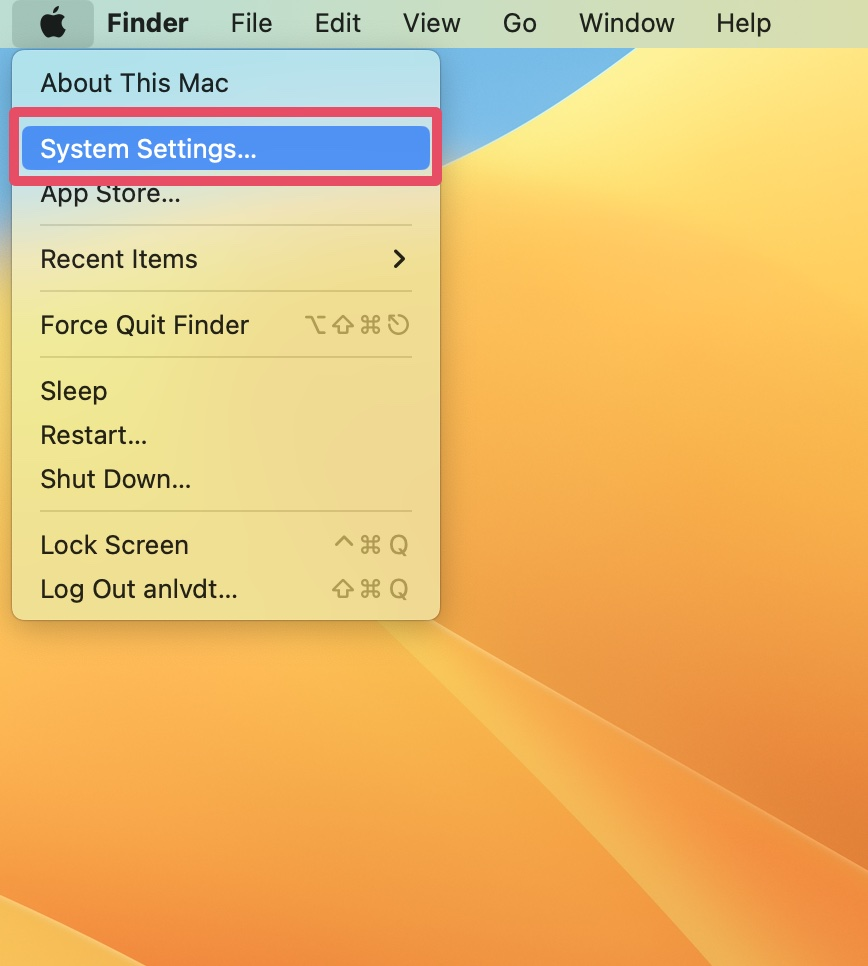 Finder File Edit View Go Window Help
About This Mac
System Settings...
App Store...
Recent Items
Force Quit Finder ⌥⇧⌘⎋
Sleep
Restart...
Shut Down...
Lock Screen ^⌘Q
Log Out anlvdt... ⇧⌘Q